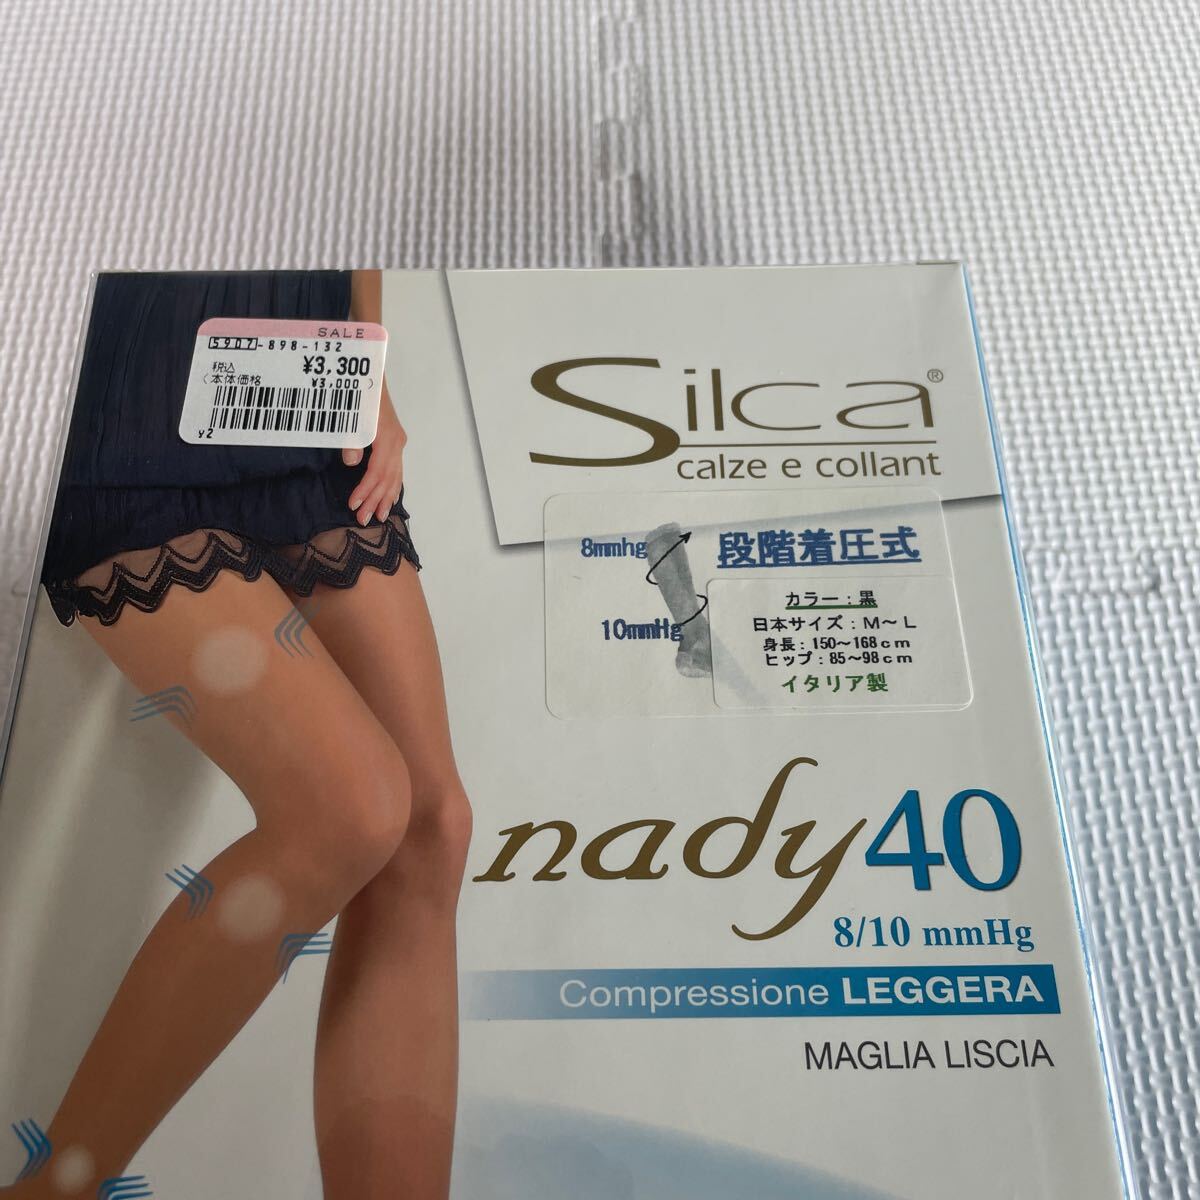 SALE
5907-898-132
税込 ¥3,300
(本体価格 ¥3,000)
y2
Silca®
calze e collant
8mmhg
10mmHg
段階着圧式
カラー:黒
日本サイズ:M〜L
身長:150〜168cm
ヒップ:85〜98cm
イタリア製
nady40
8/10 mmHg
Compressione LEGGERA
MAGLIA LISCIA